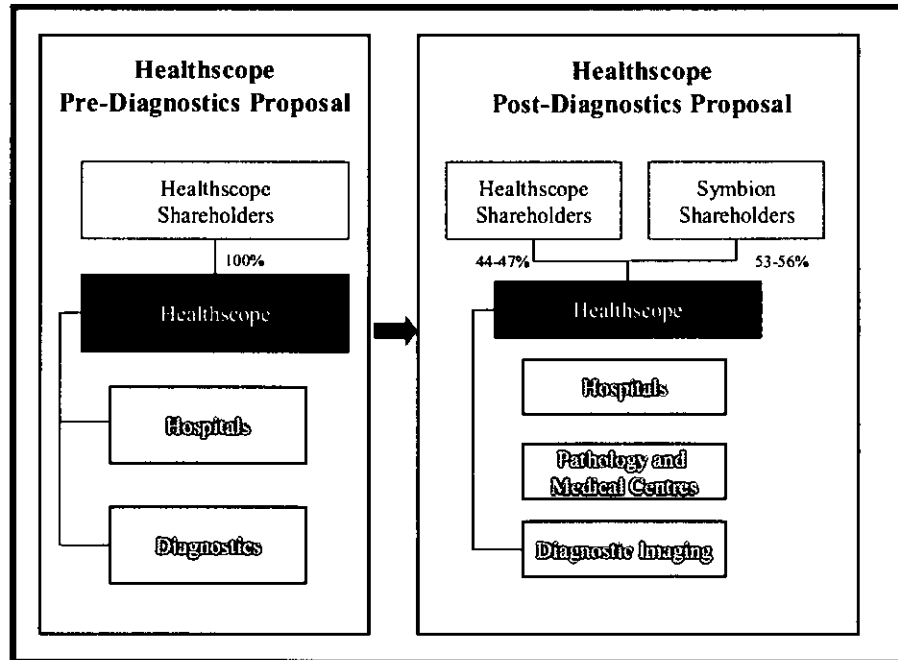 Healthscope
Pre-Diagnostics Proposal
Healthscope
Shareholders
100%
Healthscope
Hospitals
Diagnostics
Healthscope
Post-Diagnostics Proposal
Healthscope
Shareholders
Symbion
Shareholders
44-47%
53-56%
Healthscope
Hospitals
Pathology and
Medical Centres
Diagnostic Imaging